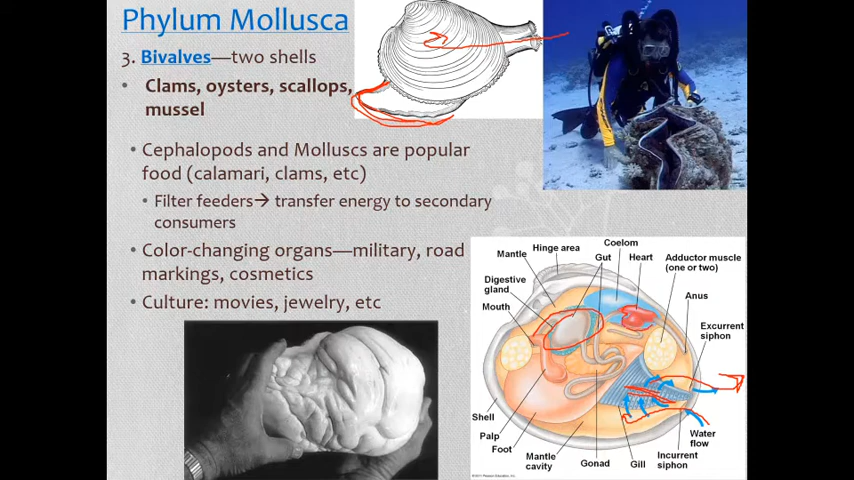 Phylum Mollusca
3. Bivalves—two shells
• Clams, oysters, scallops,
mussel
• Cephalopods and Molluscs are popular
food (calamari, clams, etc)
• Filter feeders→ transfer energy to secondary
consumers
• Color-changing organs—military, road
markings, cosmetics
• Culture: movies, jewelry, etc
Coelom
Hinge area
Mantle
Gut
Heart
Adductor muscle
(one or two)
Digestive
gland
Mouth
Anus
Excurrent
siphon
Shell
Palp
Foot
Mantle
cavity
Gonad
Gill
Incurrent
siphon
Water
flow